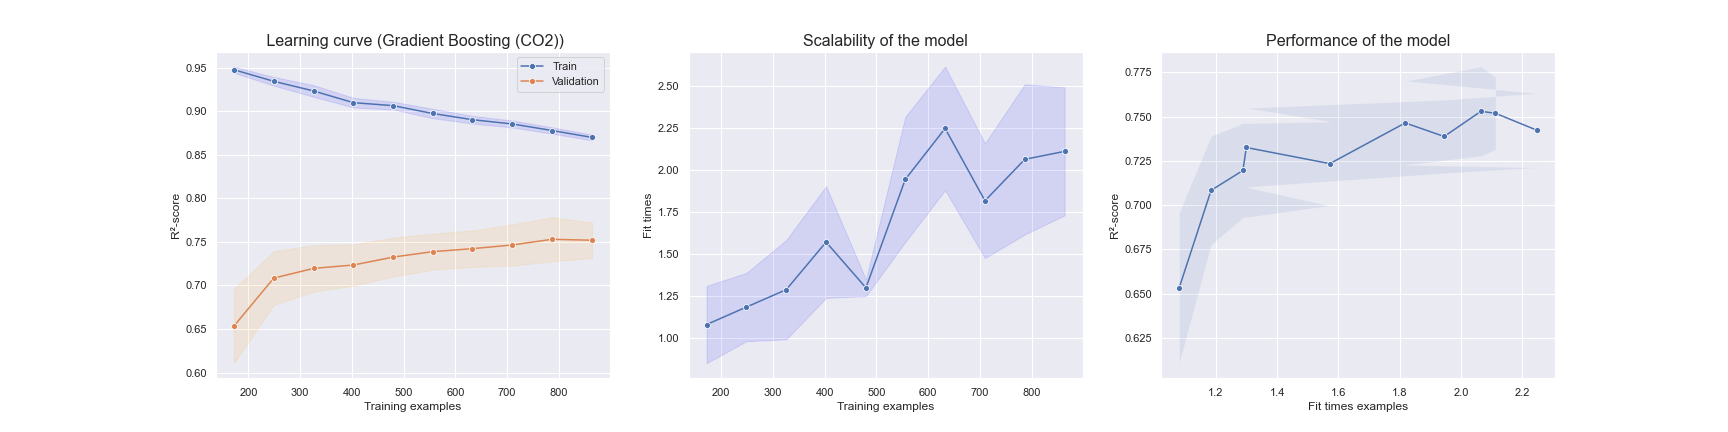 Learning curve (Gradient Boosting (CO2))
Train
Validation
0.95
0.90
0.85
0.80
0.75
0.70
0.65
0.60
R²-score
200 300 400 500 600 700 800
Training examples
Scalability of the model
2.50
2.25
2.00
1.75
1.50
1.25
1.00
Fit times
200 300 400 500 600 700 800
Training examples
Performance of the model
0.775
0.750
0.725
0.700
0.675
0.650
0.625
R²-score
1.2 1.4 1.6 1.8 2.0 2.2
Fit times examples